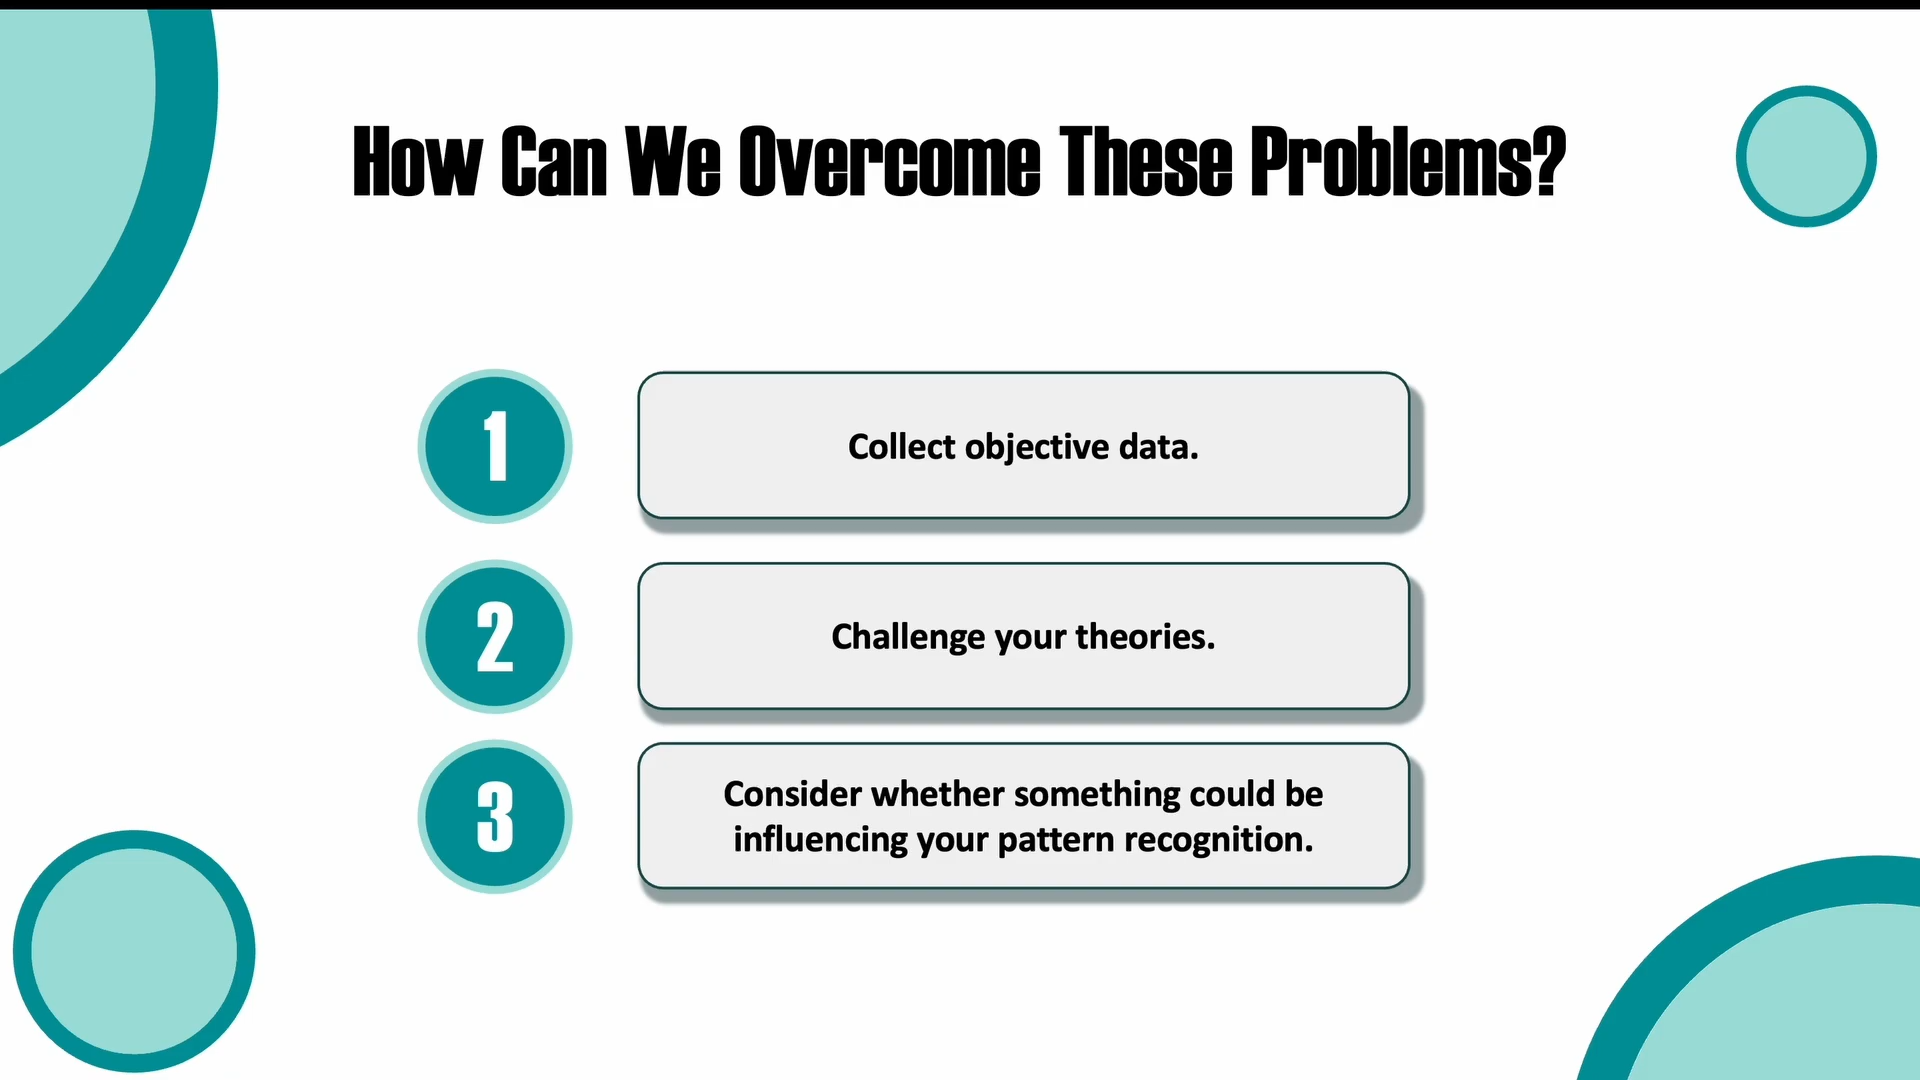 How Can We Overcome These Problems?
1
Collect objective data.
2
Challenge your theories.
3
Consider whether something could be
influencing your pattern recognition.